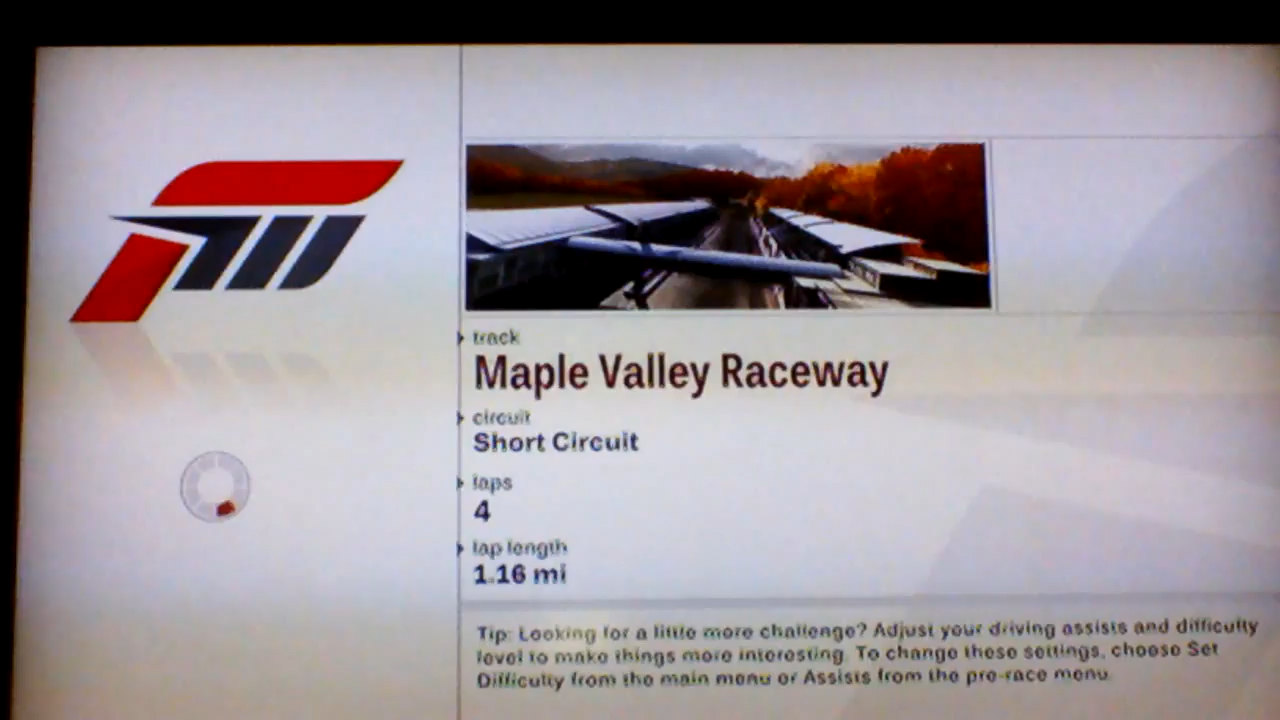 track
Maple Valley Raceway
circuit
Short Circuit
laps
4
lap length
1.16 mi
Tip: Looking for a little more challenge? Adjust your driving assists and difficulty
level to make things more interesting. To change these settings, choose Set
Difficulty from the main menu or Assists from the pre-race menu.